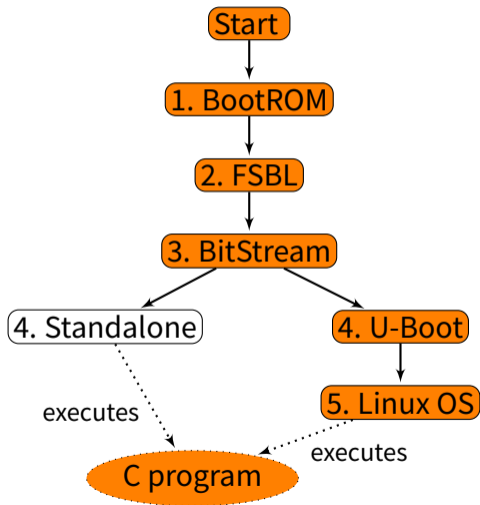 Start
1. BootROM
2. FSBL
3. BitStream
4. Standalone
4. U-Boot
5. Linux OS
executes
executes
C program